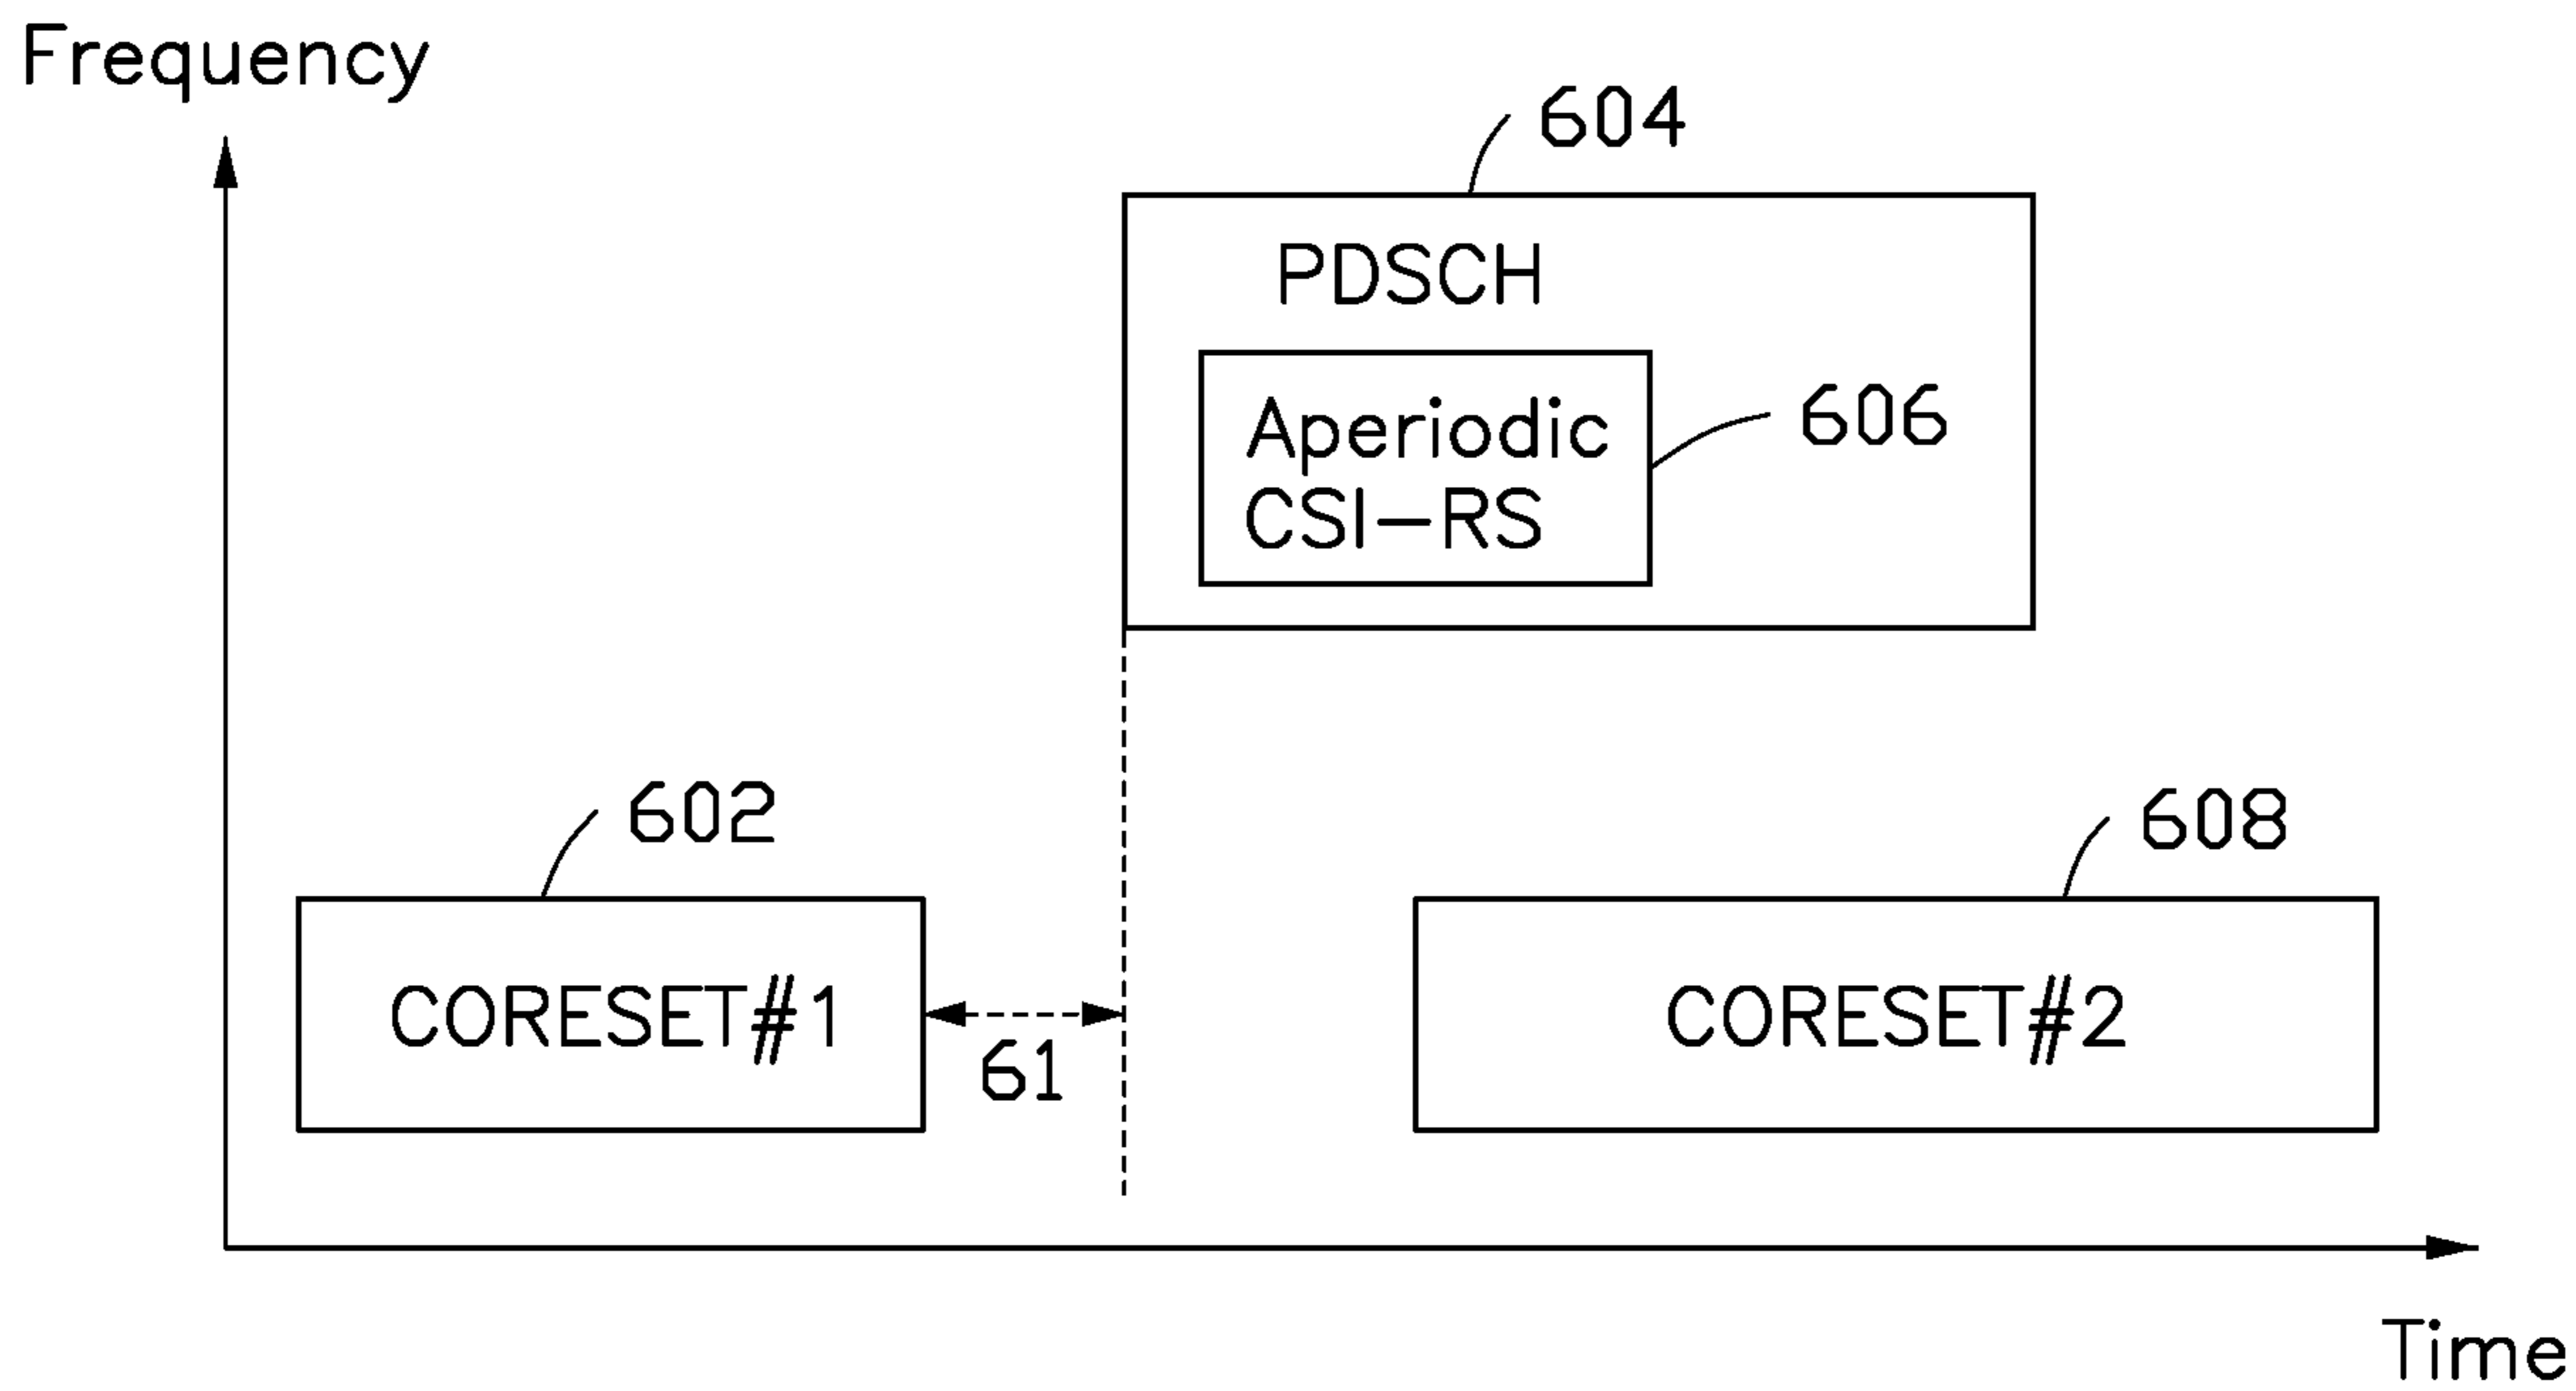 Frequency
604
PDSCH
Aperiodic
CSI-RS
606
602
608
CORESET#1
61
CORESET#2
Time